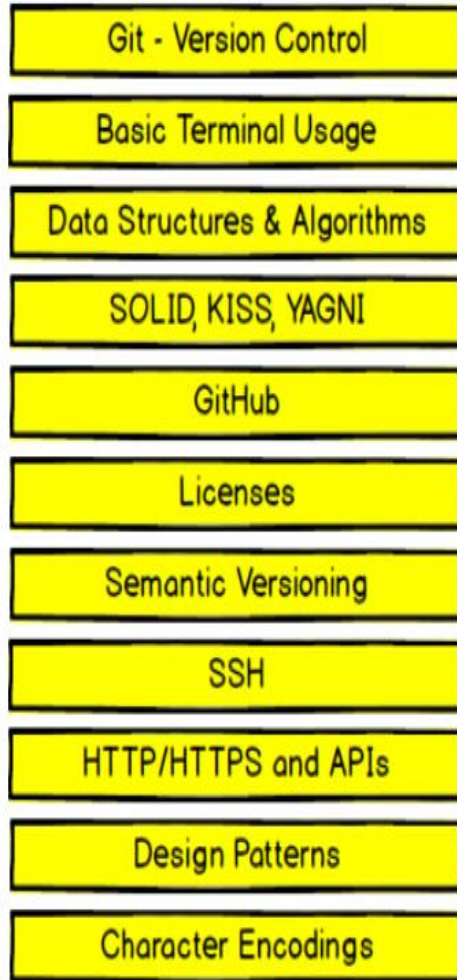 Git - Version Control
Basic Terminal Usage
Data Structures & Algorithms
SOLID, KISS, YAGNI
GitHub
Licenses
Semantic Versioning
SSH
HTTP/HTTPS and APIs
Design Patterns
Character Encodings